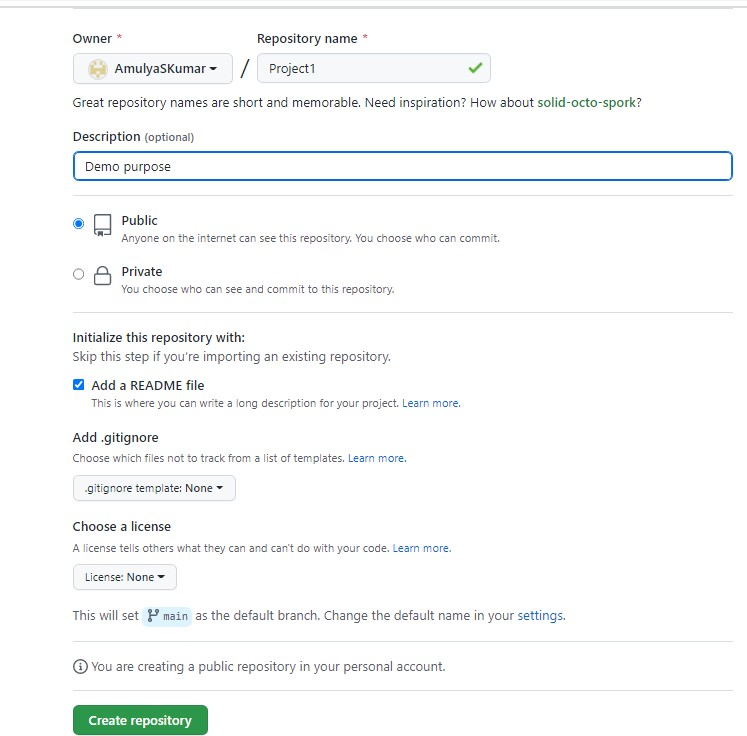 Owner *
Repository name *
AmulyaSKumar
/
Project1
Great repository names are short and memorable. Need inspiration? How about solid-octo-spork?
Description (optional)
Demo purpose
Public
Anyone on the internet can see this repository. You choose who can commit.
Private
You choose who can see and commit to this repository.
Initialize this repository with:
Skip this step if you're importing an existing repository.
Add a README file
This is where you can write a long description for your project. Learn more.
Add .gitignore
Choose which files not to track from a list of templates. Learn more.
.gitignore template: None
Choose a license
A license tells others what they can and can't do with your code. Learn more.
License: None
This will set main as the default branch. Change the default name in your settings.
You are creating a public repository in your personal account.
Create repository